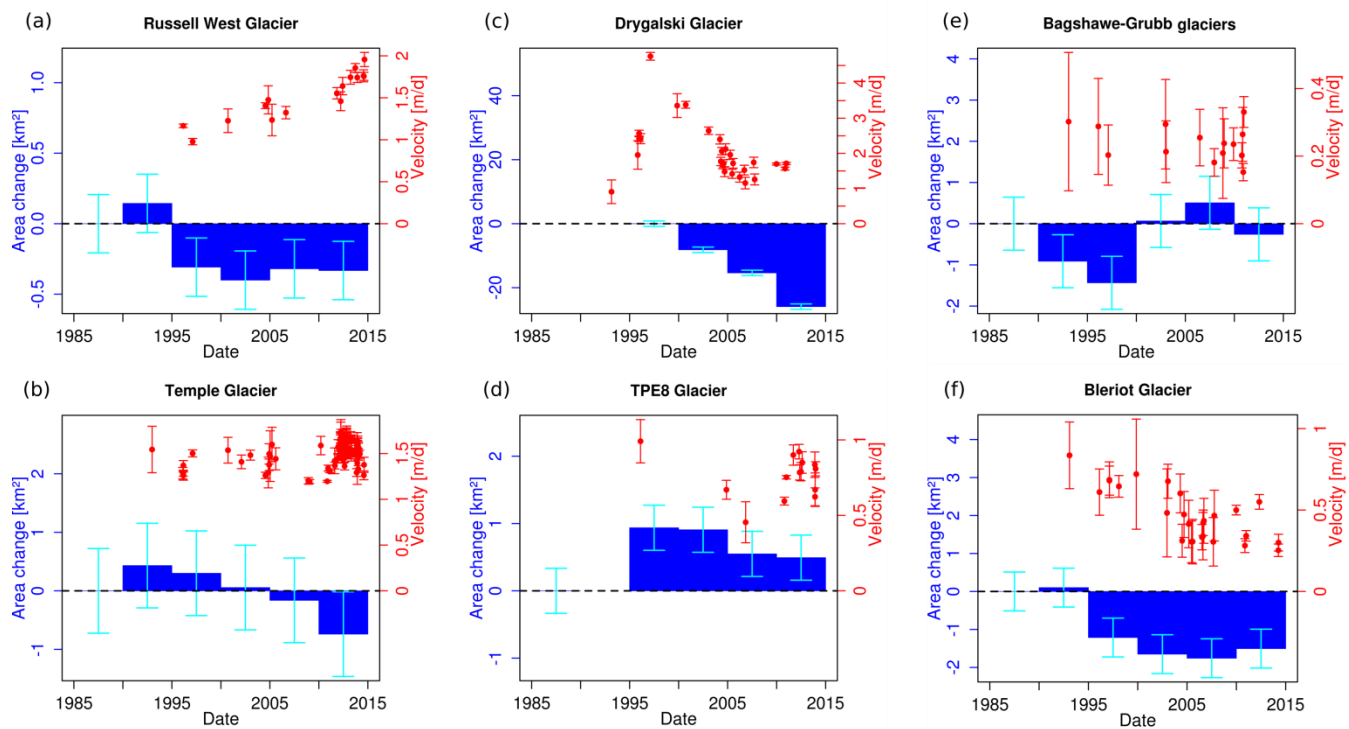 (a) Russell West Glacier
Area change [km²]
1.0
0.5
0.0
-0.5
2
1.5
1
0.5
0
Velocity [m/d]
1985 1995 2005 2015
Date
(c) Drygalski Glacier
Area change [km²]
40
20
0
-20
4
3
2
1
0
Velocity [m/d]
1985 1995 2005 2015
Date
(e) Bagshawe-Grubb glaciers
Area change [km²]
4
3
2
1
0
-1
-2
0.4
0.2
0
Velocity [m/d]
1985 1995 2005 2015
Date
(b) Temple Glacier
Area change [km²]
2
1
0
-1
1.5
1
0.5
0
Velocity [m/d]
1985 1995 2005 2015
Date
(d) TPE8 Glacier
Area change [km²]
2
1
0
-1
1
0.5
0
Velocity [m/d]
1985 1995 2005 2015
Date
(f) Bleriot Glacier
Area change [km²]
4
3
2
1
0
-1
-2
1
0.5
0
Velocity [m/d]
1985 1995 2005 2015
Date